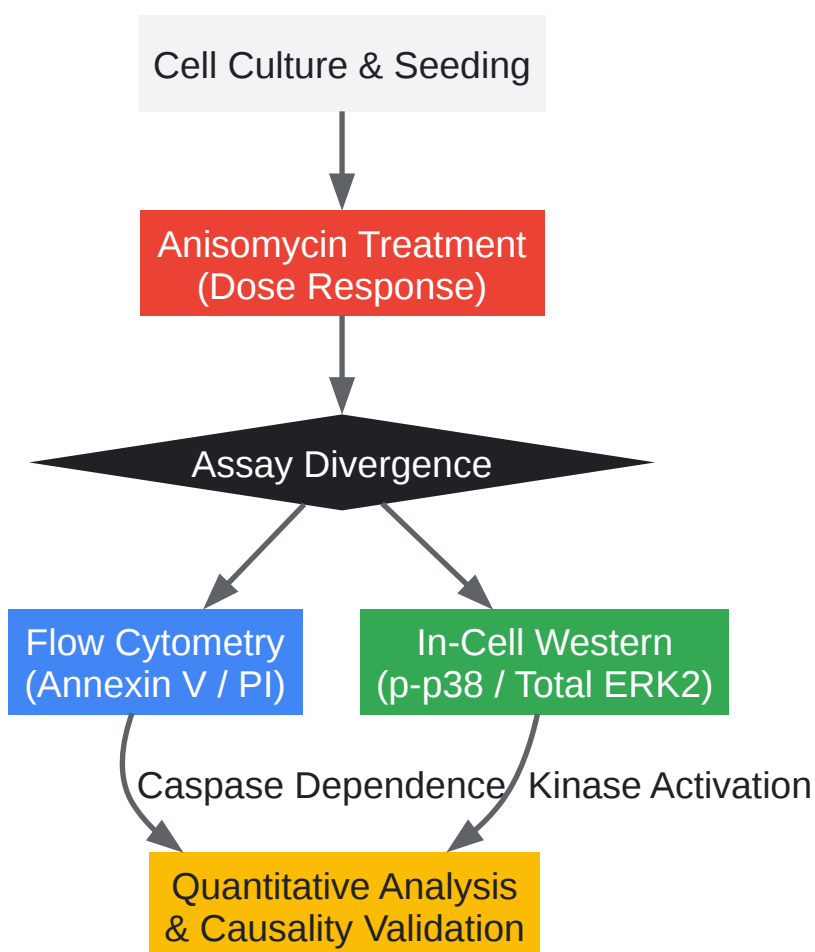 Cell Culture & Seeding
Anisomycin Treatment
(Dose Response)
Assay Divergence
Flow Cytometry
(Annexin V / PI)
In-Cell Western
(p-p38 / Total ERK2)
Caspase Dependence
Kinase Activation
Quantitative Analysis
& Causality Validation